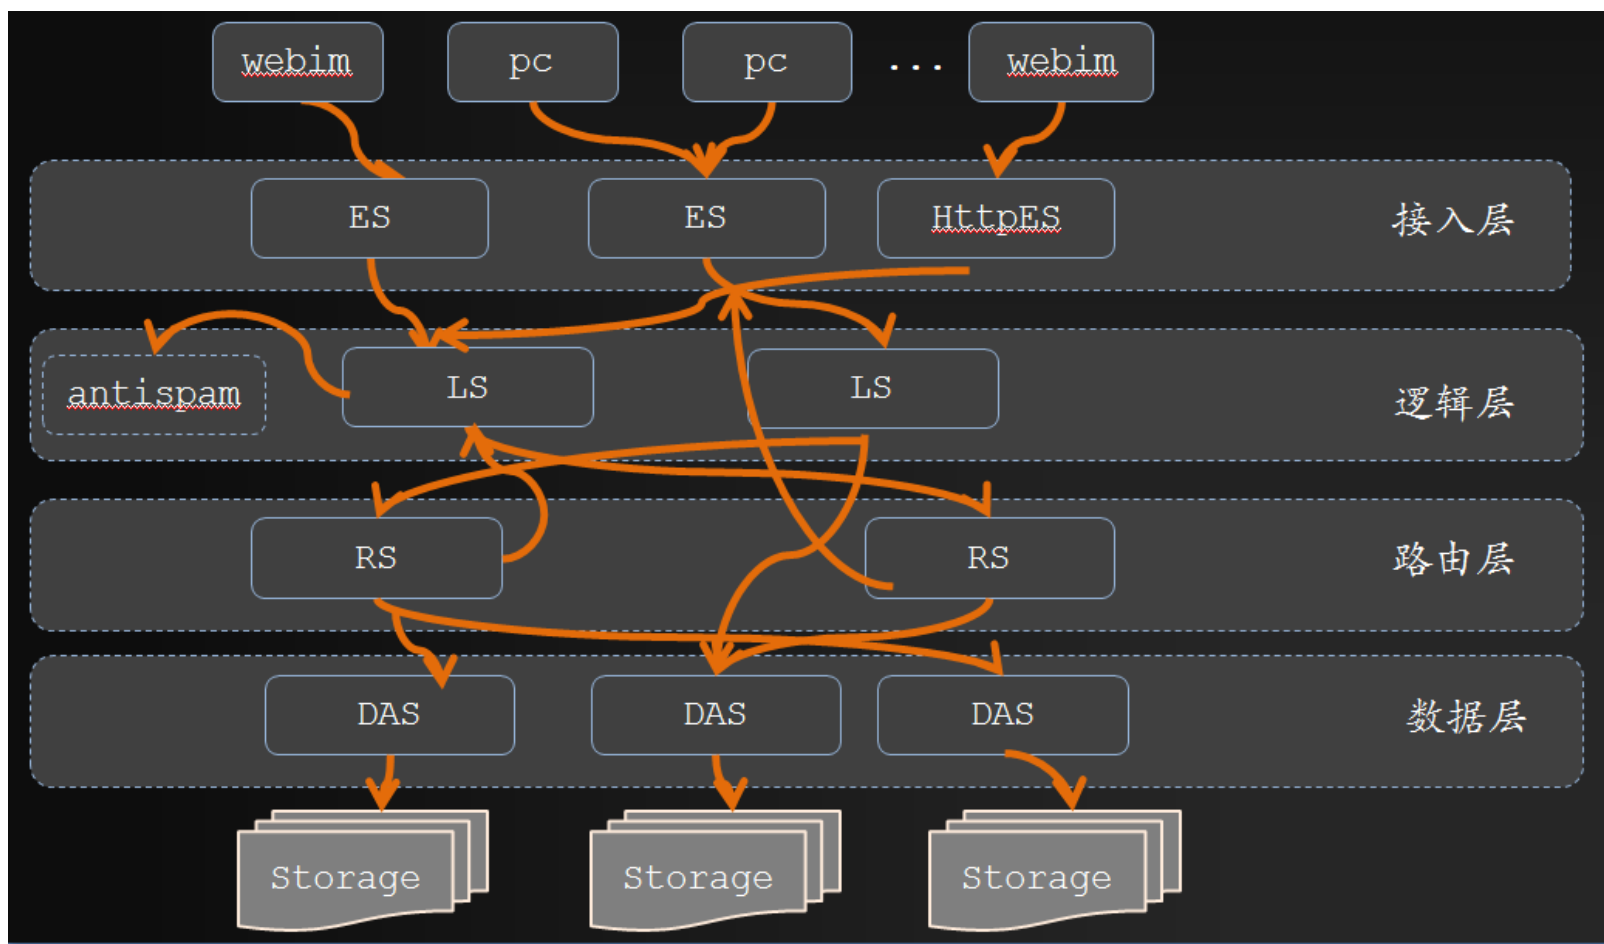 webim
pc
pc
...
webim
ES
ES
HttpES
接入层
antispam
LS
LS
逻辑层
RS
RS
路由层
DAS
DAS
DAS
数据层
Storage
Storage
Storage